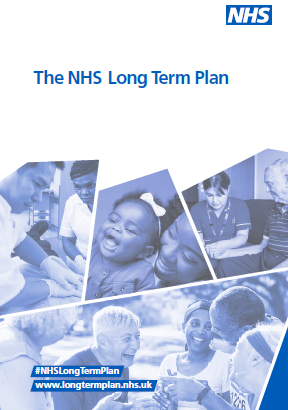 NHS
The NHS Long Term Plan
#NHSLongTermPlan
www.longtermplan.nhs.uk